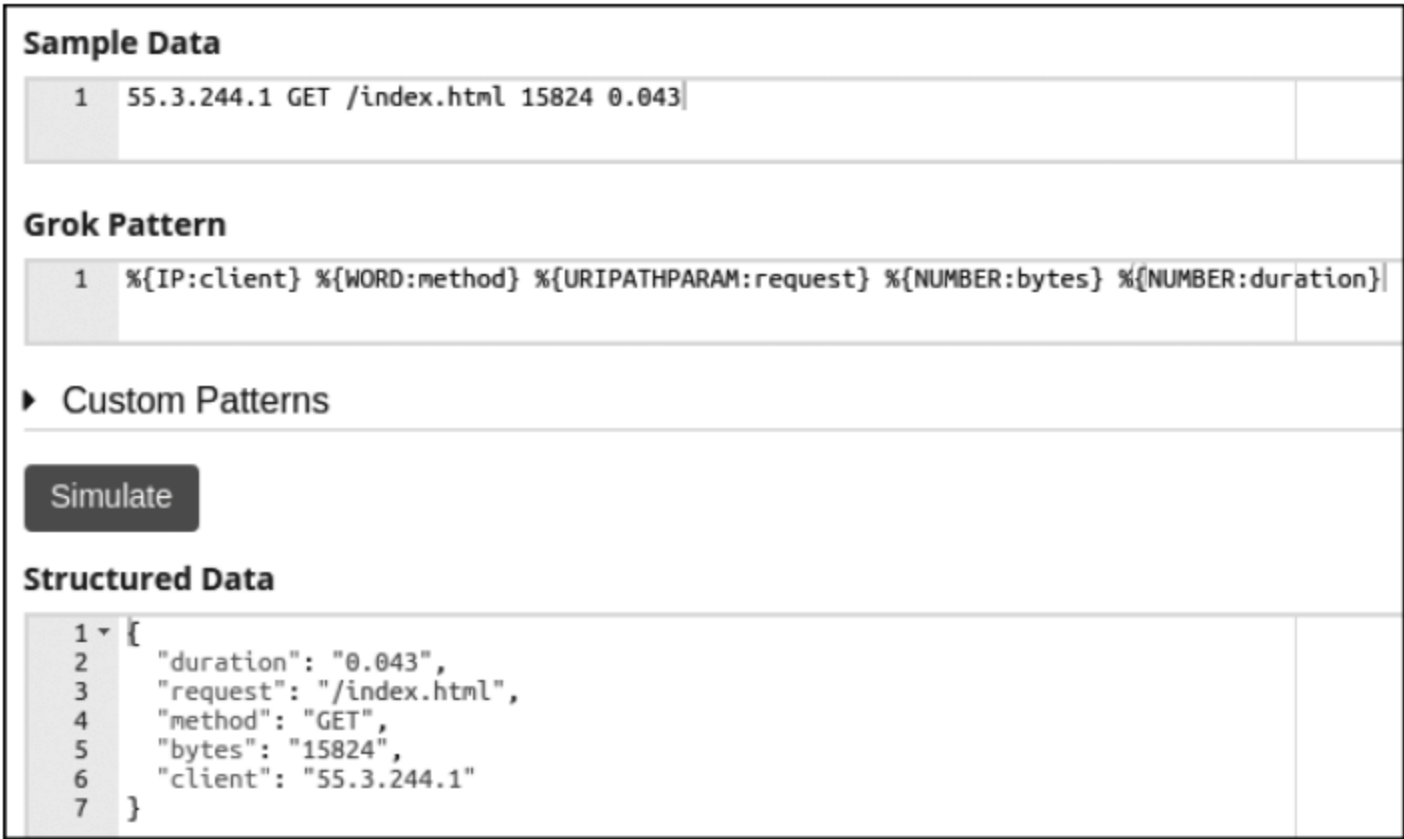 Sample Data
1 55.3.244.1 GET /index.html 15824 0.043
Grok Pattern
1 %{IP:client} %{WORD:method} %{URIPATHPARAM:request} %{NUMBER:bytes} %{NUMBER:duration}
Custom Patterns
Simulate
Structured Data
1 {
2 "duration": "0.043",
3 "request": "/index.html",
4 "method": "GET",
5 "bytes": "15824",
6 "client": "55.3.244.1"
7 }